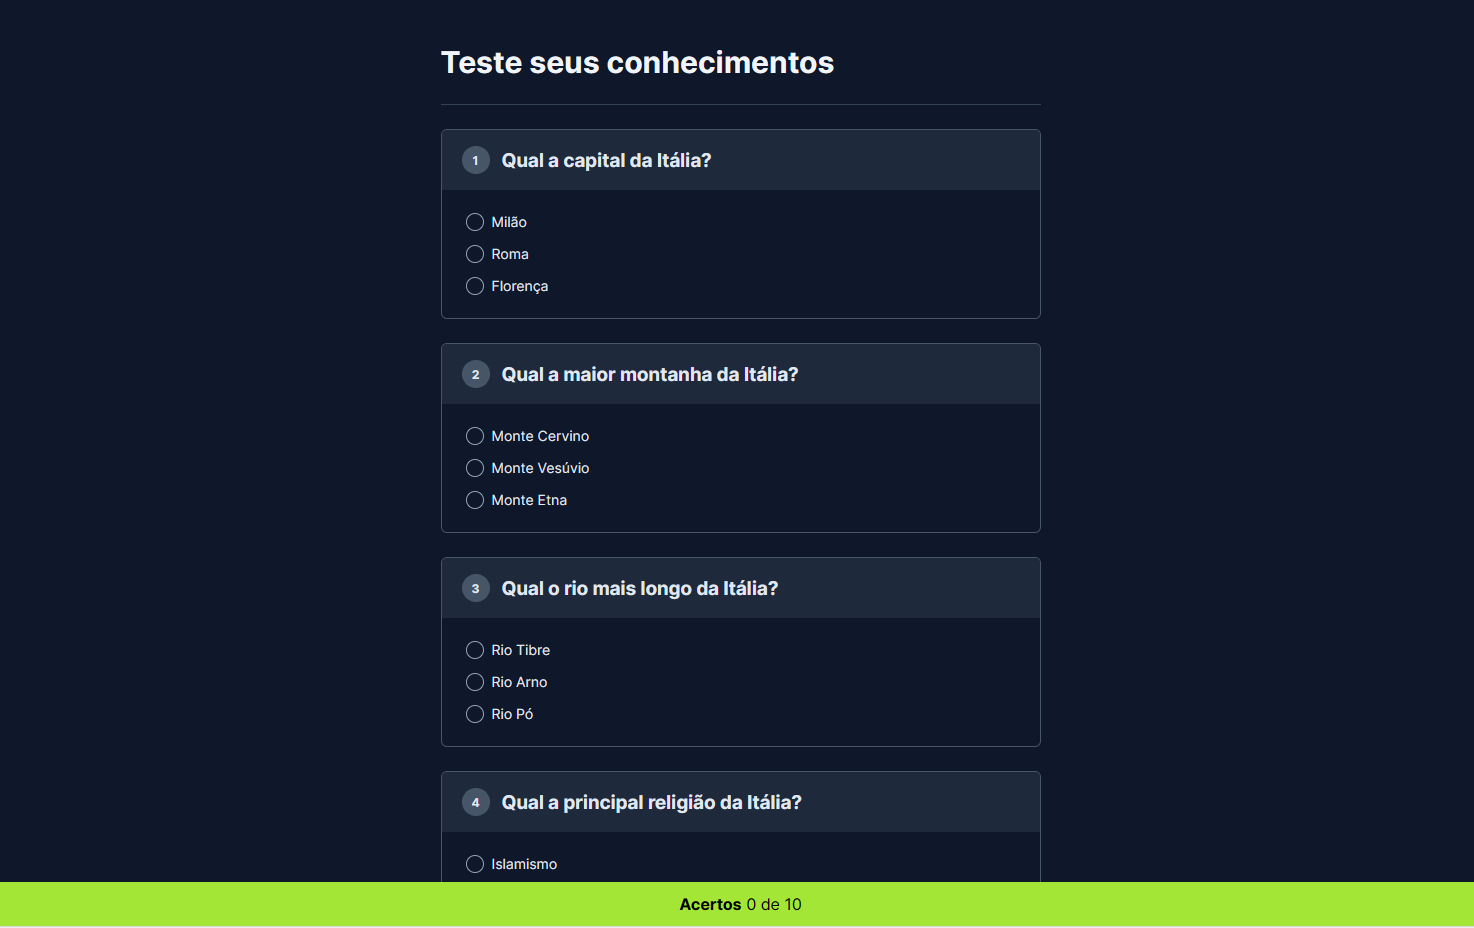 Teste seus conhecimentos
1 Qual a capital da Itália?
Milão
Roma
Florença
2 Qual a maior montanha da Itália?
Monte Cervino
Monte Vesúvio
Monte Etna
3 Qual o rio mais longo da Itália?
Rio Tibre
Rio Arno
Rio Pó
4 Qual a principal religião da Itália?
Islamismo
Acertos 0 de 10